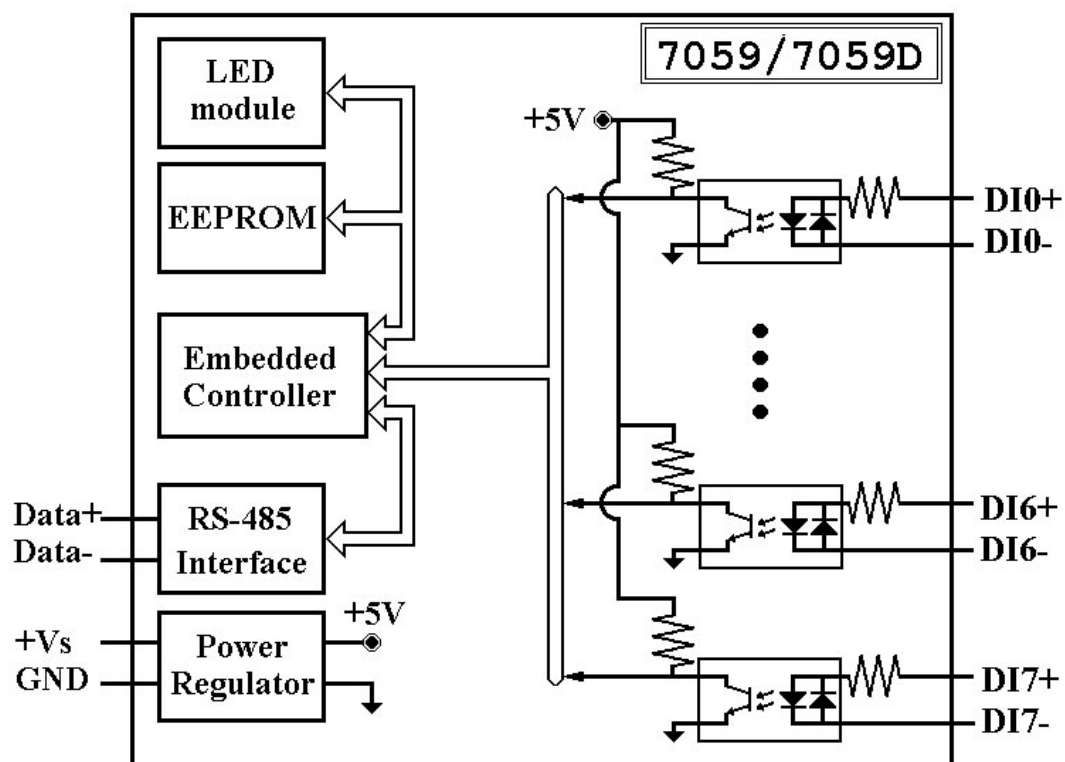 7059/7059D
LED
module
EEPROM
Embedded
Controller
RS-485
Interface
Power
Regulator
Data+
Data-
+Vs
GND
+5V
+5V
DI0+
DI0-
DI6+
DI6-
DI7+
DI7-